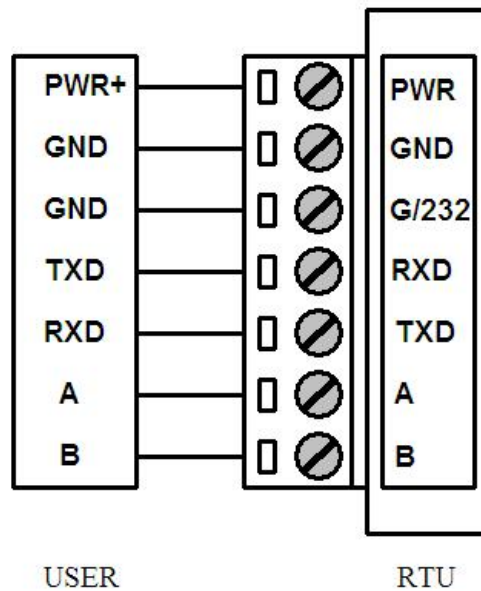 PWR+ PWR
GND GND
GND G/232
TXD RXD
RXD TXD
A A
B B
USER RTU